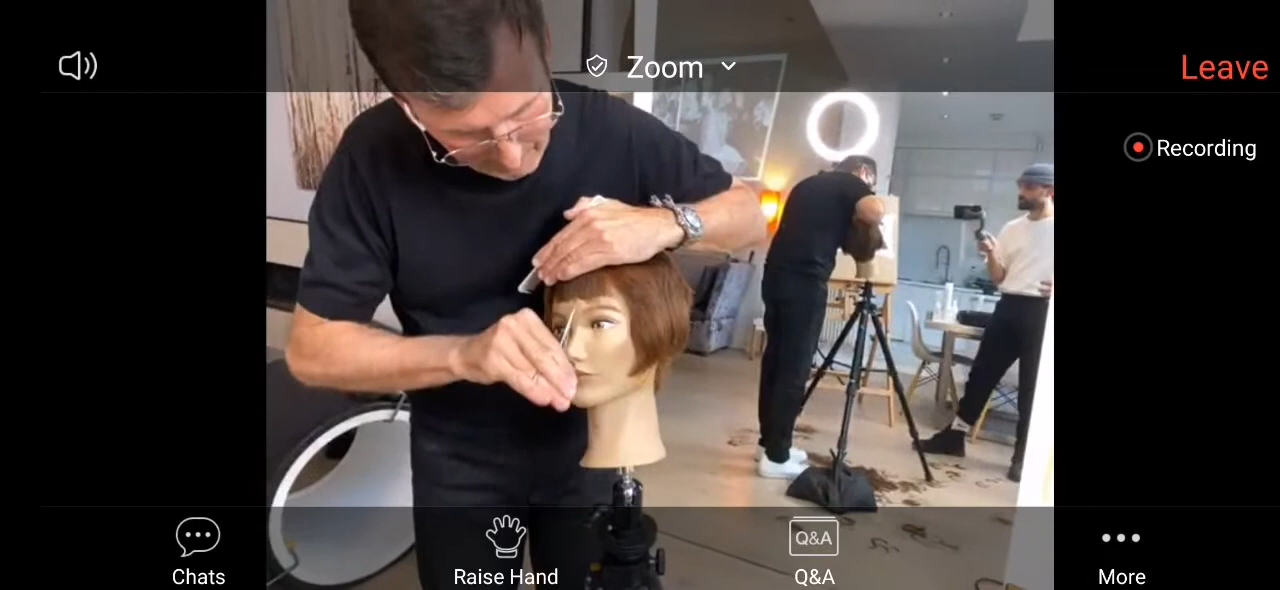 Zoom
Leave
Recording
Chats
Raise Hand
Q&A
Q&A
More